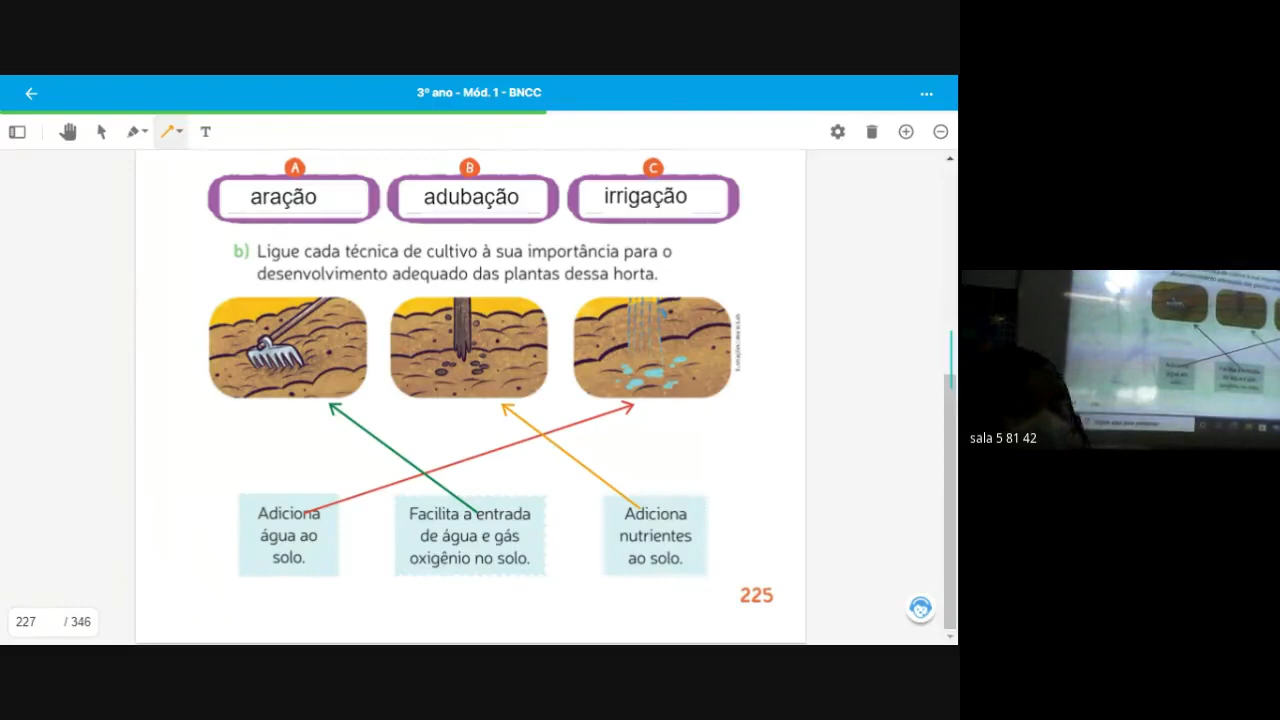 3º ano - Mód. 1 - BNCC
T
A
B
C
aração
adubação
irrigação
b) Ligue cada técnica de cultivo à sua importância para o
desenvolvimento adequado das plantas dessa horta.
Adiciona
água ao
solo.
Facilita a entrada
de água e gás
oxigênio no solo.
Adiciona
nutrientes
ao solo.
225
227 / 346
sala 5 81 42